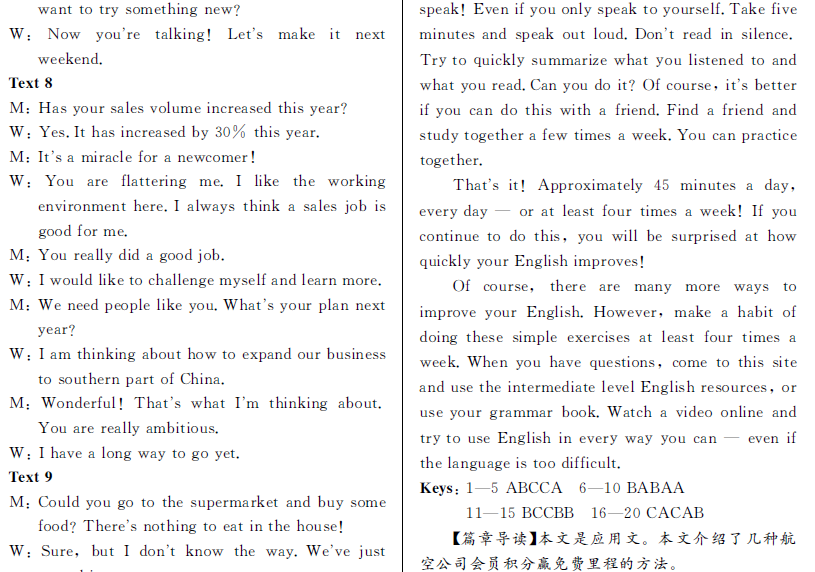 want to try something new?
W: Now you're talking! Let's make it next
weekend.
Text 8
M: Has your sales volume increased this year?
W: Yes. It has increased by 30% this year.
M: It's a miracle for a newcomer!
W: You are flattering me. I like the working
environment here. I always think a sales job is
good for me.
M: You really did a good job.
W: I would like to challenge myself and learn more.
M: We need people like you. What's your plan next
year?
W: I am thinking about how to expand our business
to southern part of China.
M: Wonderful! That's what I'm thinking about.
You are really ambitious.
W: I have a long way to go yet.
Text 9
M: Could you go to the supermarket and buy some
food? There's nothing to eat in the house!
W: Sure, but I don't know the way. We've just
speak! Even if you only speak to yourself. Take five
minutes and speak out loud. Don't read in silence.
Try to quickly summarize what you listened to and
what you read. Can you do it? Of course, it's better
if you can do this with a friend. Find a friend and
study together a few times a week. You can practice
together.
That's it! Approximately 45 minutes a day,
every day — or at least four times a week! If you
continue to do this, you will be surprised at how
quickly your English improves!
Of course, there are many more ways to
improve your English. However, make a habit of
doing these simple exercises at least four times a
week. When you have questions, come to this site
and use the intermediate level English resources, or
use your grammar book. Watch a video online and
try to use English in every way you can — even if
the language is too difficult.
Keys: 1—5 ABCCA 6—10 BABAA
11—15 BCCBB 16—20 CACAB
【篇章导读】本文是应用文。本文介绍了几种航
空公司会员积分赢免费里程的方法。